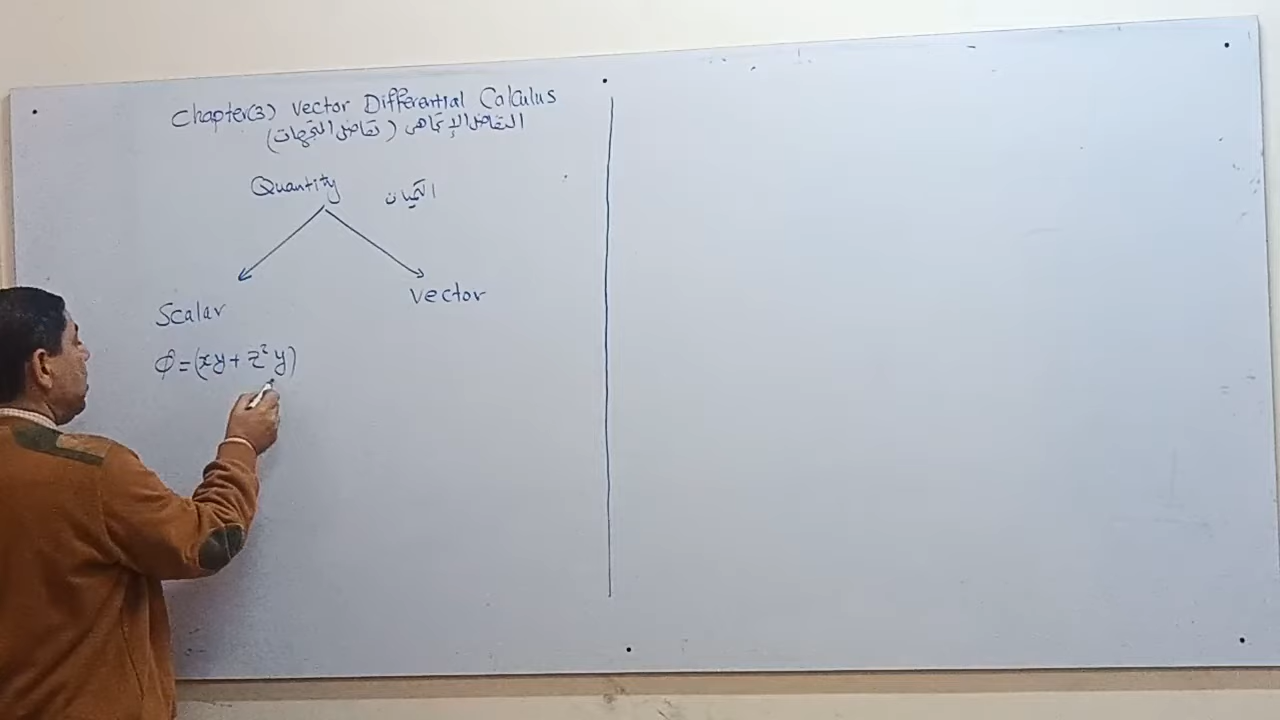 Chapter(3) Vector Differential Calculus
التفاضل الإتجاهى (تفاضل المتجهات)
Quantity الكميات
Scalar
Vector
φ=(xy+z²y)